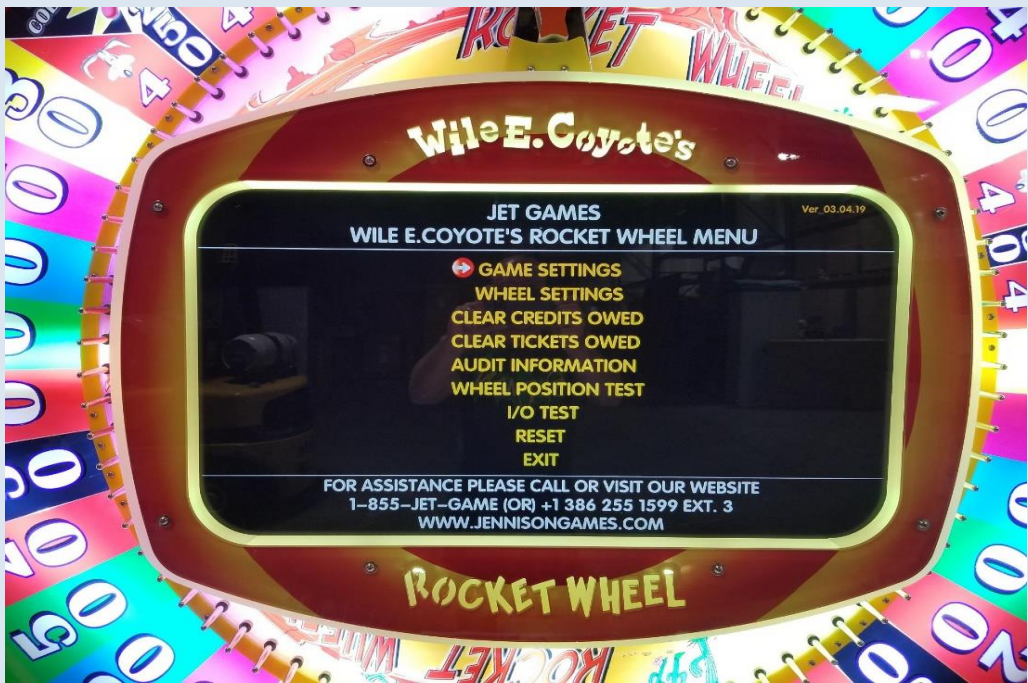 ROCKET WHEEL
Wile E. Coyote's
JET GAMES
Ver_03.04.19
WILE E.COYOTE'S ROCKET WHEEL MENU
GAME SETTINGS
WHEEL SETTINGS
CLEAR CREDITS OWED
CLEAR TICKETS OWED
AUDIT INFORMATION
WHEEL POSITION TEST
I/O TEST
RESET
EXIT
FOR ASSISTANCE PLEASE CALL OR VISIT OUR WEBSITE
1-855-JET-GAME (OR) +1 386 255 1599 EXT. 3
WWW.JENNISONGAMES.COM
ROCKET WHEEL